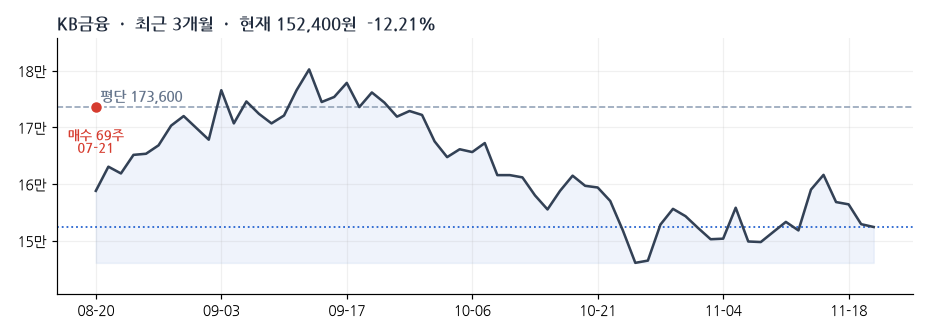 KB금융 · 최근 3개월 · 현재 152,400원 -12.21%
18만
평단 173,600
17만
매수 69주
07-21
16만
15만
08-20 09-03 09-17 10-06 10-21 11-04 11-18